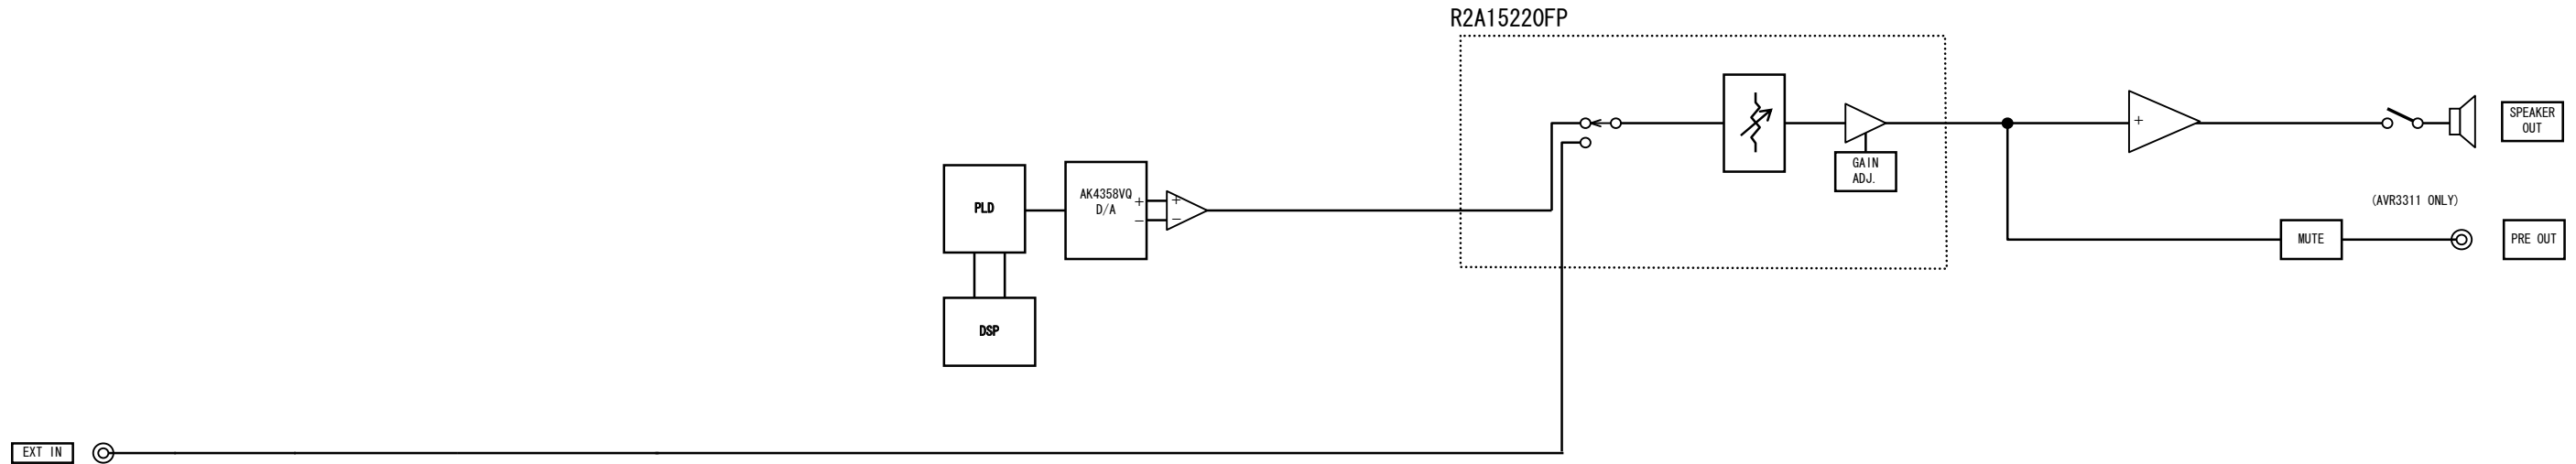 R2A15220FP
SPEAKER
OUT
+
GAIN
ADJ.
AK4358VQ
D/A
+
−
+
−
PLD
(AVR3311 ONLY)
MUTE
PRE OUT
DSP
EXT IN